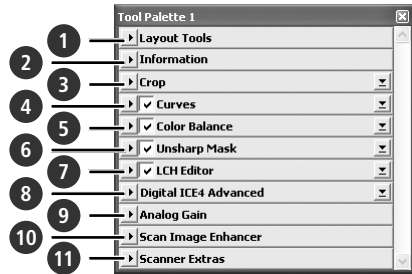 Tool Palette 1
1 Layout Tools
2 Information
3 Crop
4 Curves
5 Color Balance
6 Unsharp Mask
7 LCH Editor
8 Digital ICE4 Advanced
9 Analog Gain
10 Scan Image Enhancer
11 Scanner Extras